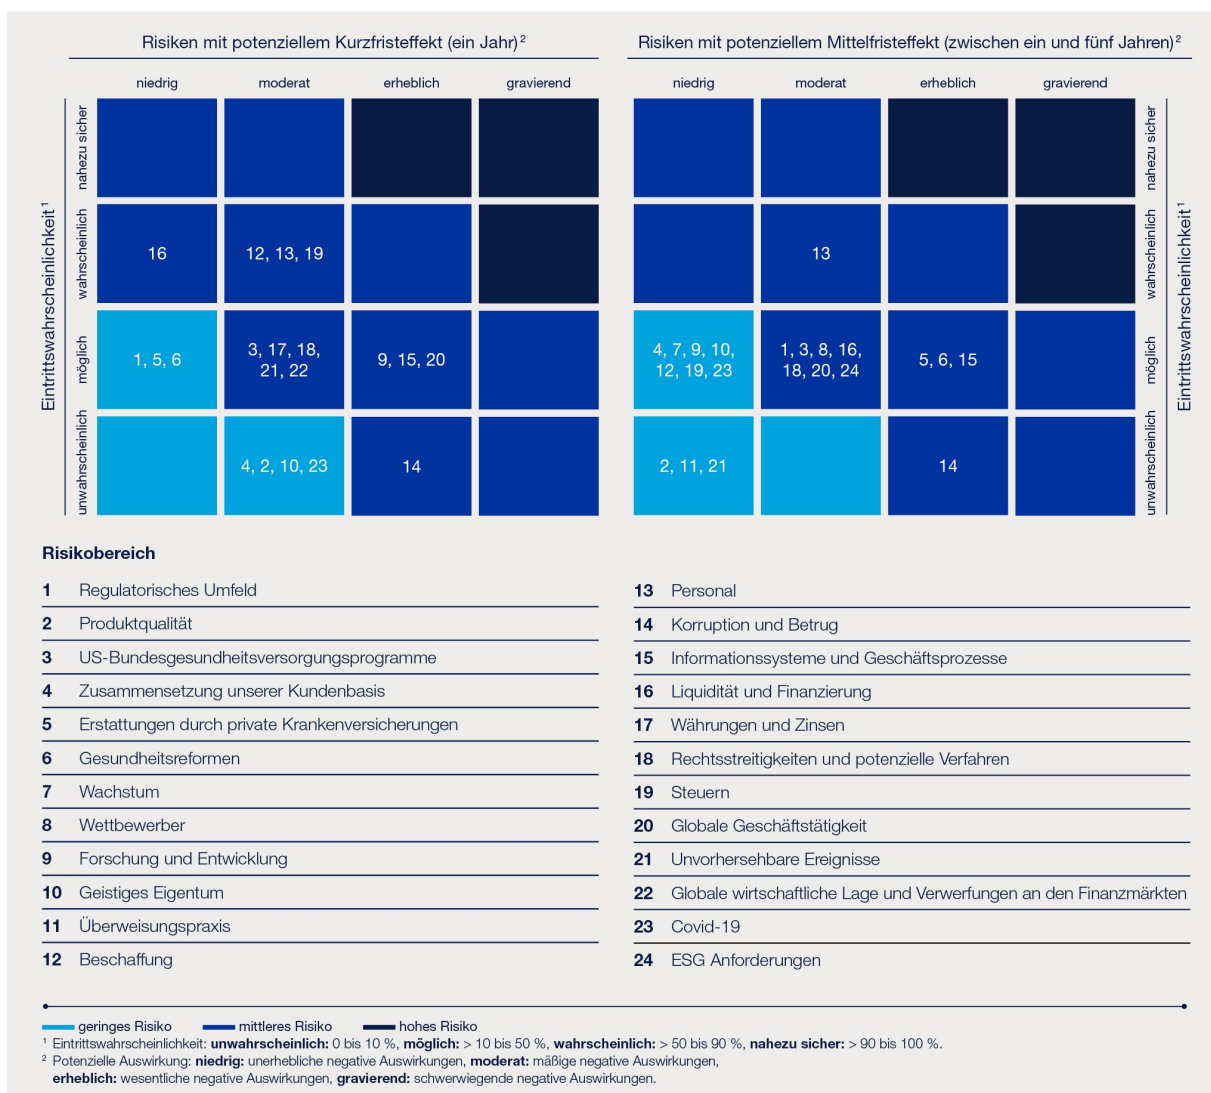 Risiken mit potenziellem Kurzfristeffekt (ein Jahr)²
niedrig moderat erheblich gravierend
Eintrittswahrscheinlichkeit¹
nahezu sicher
wahrscheinlich
16 12, 13, 19
möglich
1, 5, 6 3, 17, 18, 9, 15, 20
21, 22
unwahrscheinlich
4, 2, 10, 23 14
Risiken mit potenziellem Mittelfristeffekt (zwischen ein und fünf Jahren)²
niedrig moderat erheblich gravierend
nahezu sicher
wahrscheinlich
13
möglich
4, 7, 9, 10, 1, 3, 8, 16, 5, 6, 15
12, 19, 23 18, 20, 24
unwahrscheinlich
2, 11, 21 14
Eintrittswahrscheinlichkeit¹
Risikobereich
1 Regulatorisches Umfeld
2 Produktqualität
3 US-Bundesgesundheitsversorgungsprogramme
4 Zusammensetzung unserer Kundenbasis
5 Erstattungen durch private Krankenversicherungen
6 Gesundheitsreformen
7 Wachstum
8 Wettbewerber
9 Forschung und Entwicklung
10 Geistiges Eigentum
11 Überweisungspraxis
12 Beschaffung
13 Personal
14 Korruption und Betrug
15 Informationssysteme und Geschäftsprozesse
16 Liquidität und Finanzierung
17 Währungen und Zinsen
18 Rechtsstreitigkeiten und potenzielle Verfahren
19 Steuern
20 Globale Geschäftstätigkeit
21 Unvorhersehbare Ereignisse
22 Globale wirtschaftliche Lage und Verwerfungen an den Finanzmärkten
23 Covid-19
24 ESG Anforderungen
geringes Risiko mittleres Risiko hohes Risiko
¹ Eintrittswahrscheinlichkeit: unwahrscheinlich: 0 bis 10 %, möglich: > 10 bis 50 %, wahrscheinlich: > 50 bis 90 %, nahezu sicher: > 90 bis 100 %.
² Potenzielle Auswirkung: niedrig: unerhebliche negative Auswirkungen, moderat: mäßige negative Auswirkungen,
erheblich: wesentliche negative Auswirkungen, gravierend: schwerwiegende negative Auswirkungen.